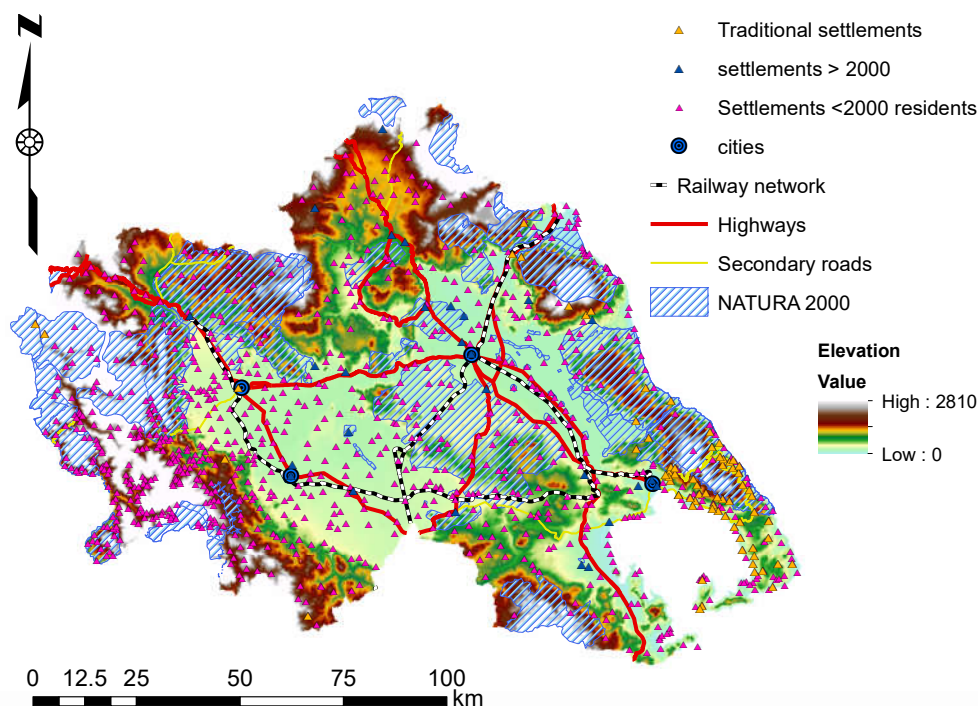 Z
Traditional settlements
settlements > 2000
Settlements <2000 residents
cities
Railway network
Highways
Secondary roads
NATURA 2000
Elevation
Value
High : 2810
Low : 0
0 12.5 25 50 75 100
km